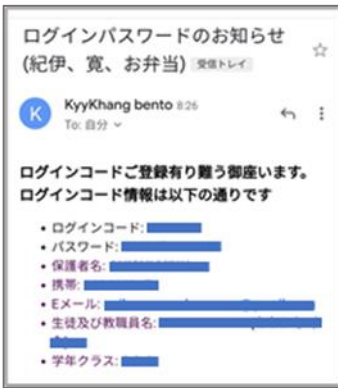 ログインパスワードのお知らせ
(紀伊、寛、お弁当) 受信トレイ
K
KyyKhang bento 8:26
To: 自分
ログインコードご登録有り難う御座います。
ログインコード情報は以下の通りです
• ログインコード:
• パスワード:
• 保護者名:
• 携帯:
• Eメール:
• 生徒及び教職員名:
• 学年クラス: